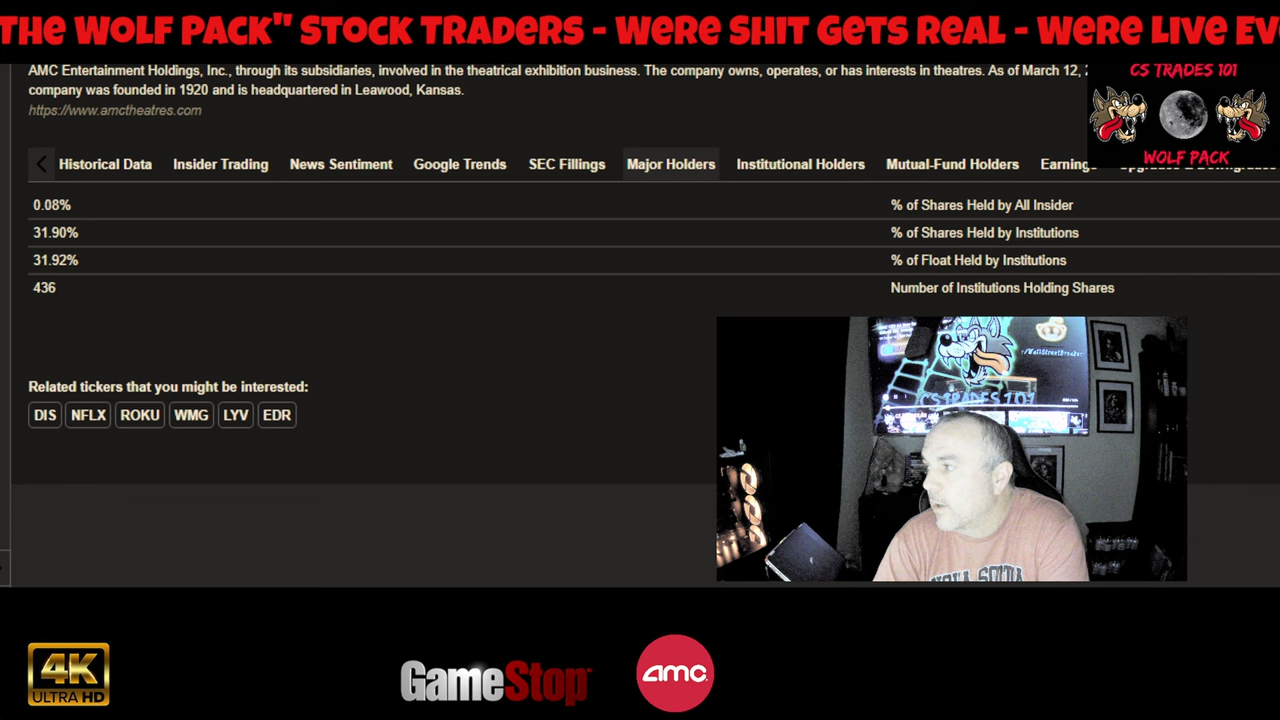 THE WOLF PACK" STOCK TRADERS - WERE SHIT GETS REAL - WERE LIVE EV
AMC Entertainment Holdings, Inc., through its subsidiaries, involved in the theatrical exhibition business. The company owns, operates, or has interests in theatres. As of March 12,
company was founded in 1920 and is headquartered in Leawood, Kansas.
https://www.amctheatres.com
CS TRADES 101
WOLF PACK
Historical Data Insider Trading News Sentiment Google Trends SEC Fillings Major Holders Institutional Holders Mutual-Fund Holders Earnings
0.08% % of Shares Held by All Insider
31.90% % of Shares Held by Institutions
31.92% % of Float Held by Institutions
436 Number of Institutions Holding Shares
Related tickers that you might be interested:
DIS NFLX ROKU WMG LYV EDR
r/WallStreetBreaker
CS TRADES 101
NOVA SCOTIA
4K
ULTRA HD
GameStop
amc